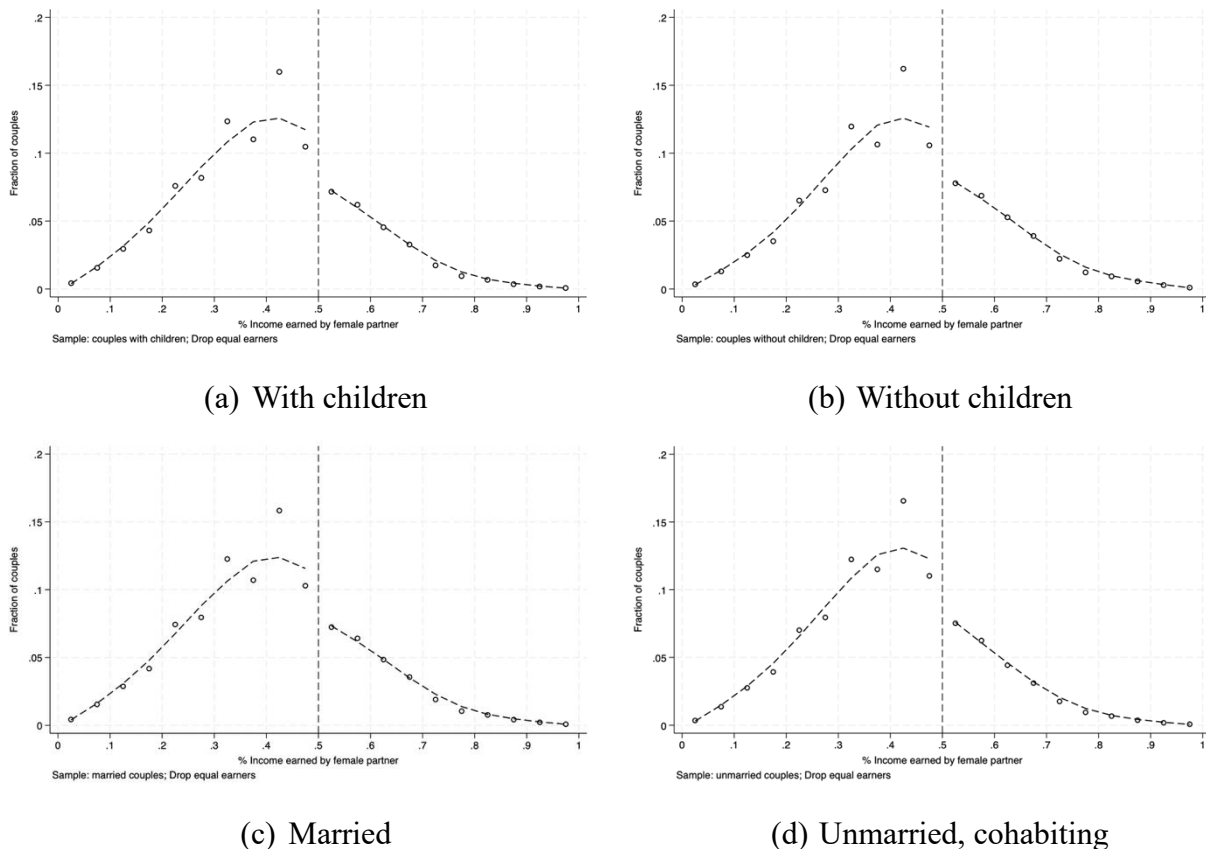 .2
.15
.1
.05
0
Fraction of couples
0 .1 .2 .3 .4 .5 .6 .7 .8 .9 1
% Income earned by female partner
Sample: couples with children; Drop equal earners
(a) With children
.2
.15
.1
.05
0
Fraction of couples
0 .1 .2 .3 .4 .5 .6 .7 .8 .9 1
% Income earned by female partner
Sample: couples without children; Drop equal earners
(b) Without children
.2
.15
.1
.05
0
Fraction of couples
0 .1 .2 .3 .4 .5 .6 .7 .8 .9 1
% Income earned by female partner
Sample: married couples; Drop equal earners
(c) Married
.2
.15
.1
.05
0
Fraction of couples
0 .1 .2 .3 .4 .5 .6 .7 .8 .9 1
% Income earned by female partner
Sample: unmarried couples; Drop equal earners
(d) Unmarried, cohabiting